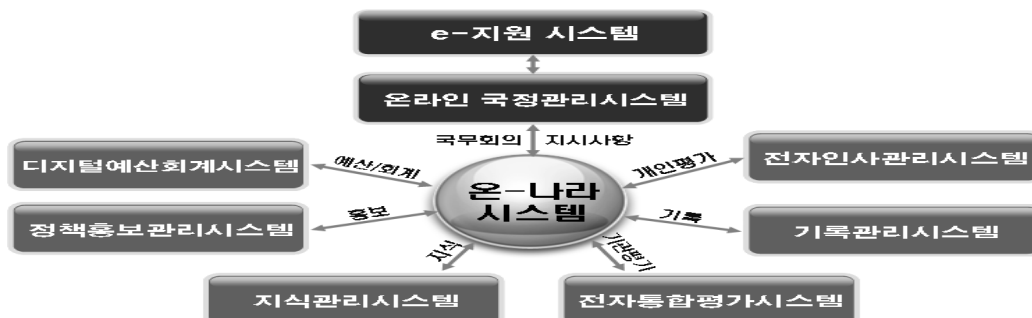 e-지원 시스템
온라인 국정관리시스템
국무회의 지시사항
디지털예산회계시스템
예산/회계
개인평가
전자인사관리시스템
온-나라
시스템
정책홍보관리시스템
홍보
기록
기록관리시스템
지식
기관평가
지식관리시스템
전자통합평가시스템